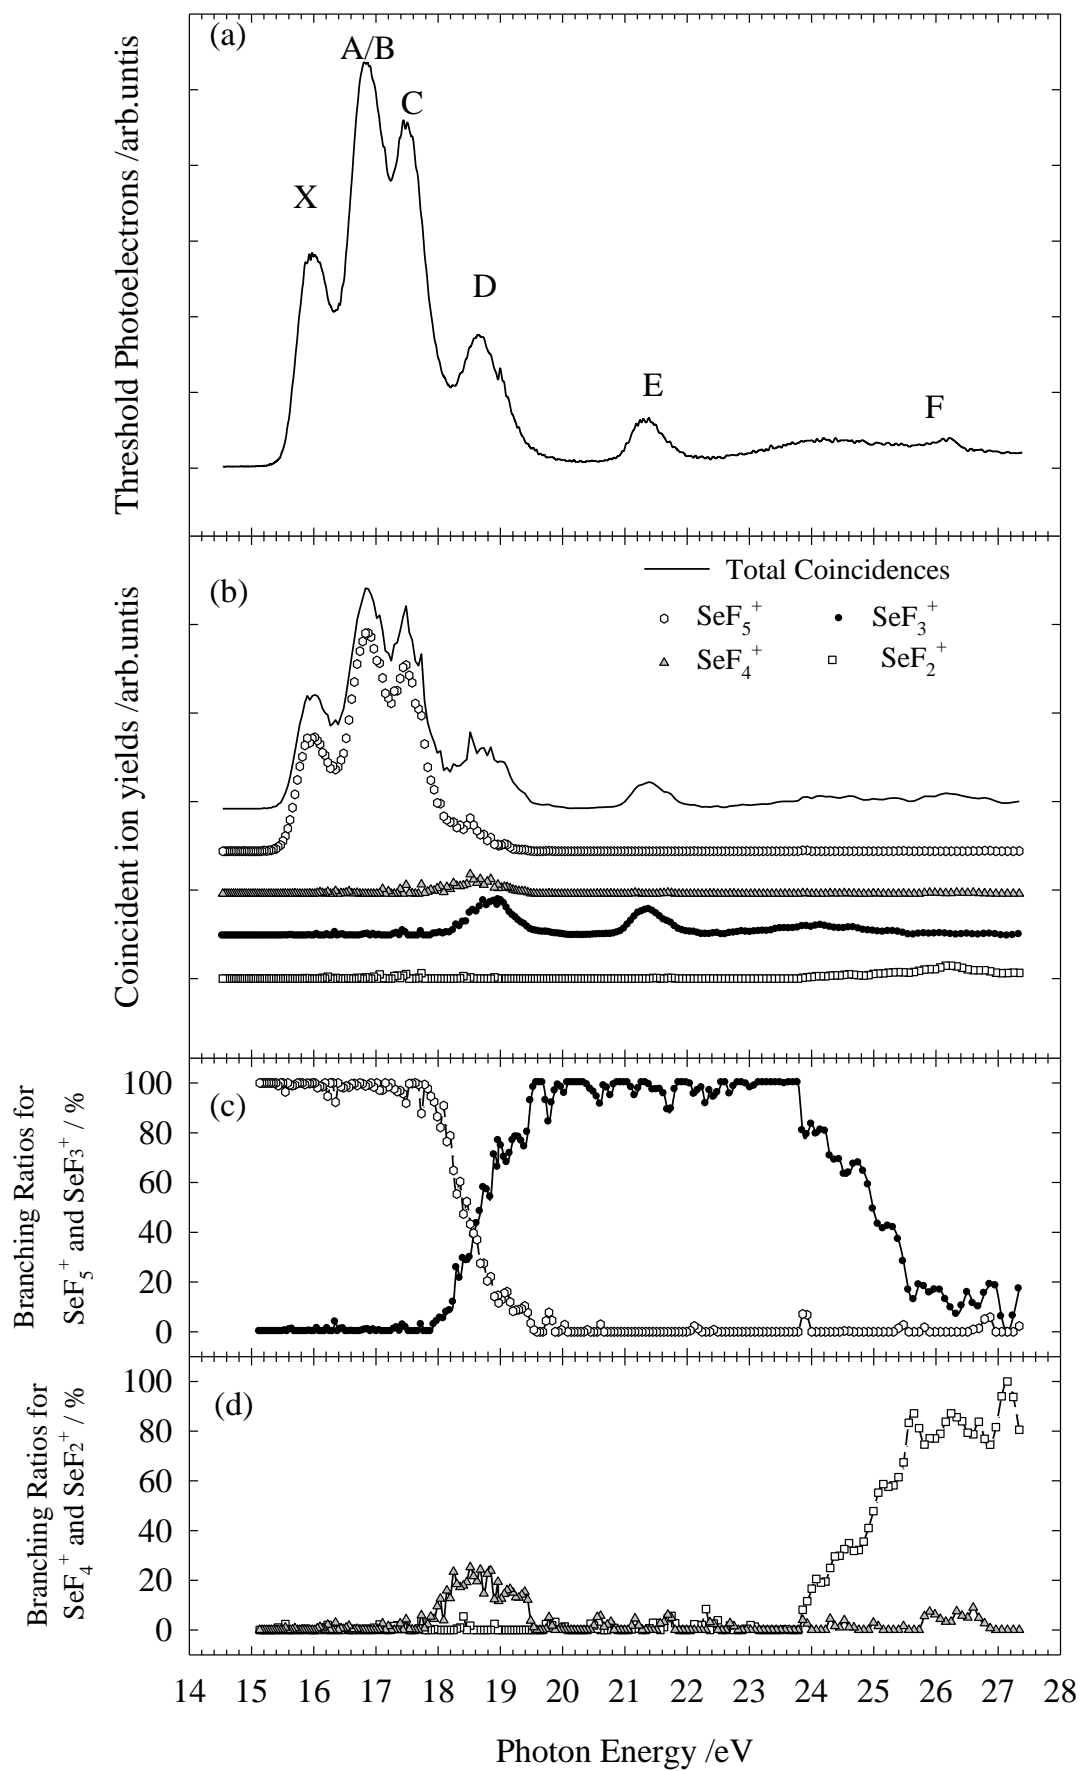 (a)
A/B
C
X
D
E
F
Threshold Photoelectrons /arb.untis
(b)
Total Coincidences
SeF5+
SeF3+
SeF4+
SeF2+
Coincident ion yields /arb.untis
(c)
100
80
60
40
20
0
Branching Ratios for
SeF5+ and SeF3+ / %
(d)
100
80
60
40
20
0
Branching Ratios for
SeF4+ and SeF2+ / %
14 15 16 17 18 19 20 21 22 23 24 25 26 27 28
Photon Energy /eV